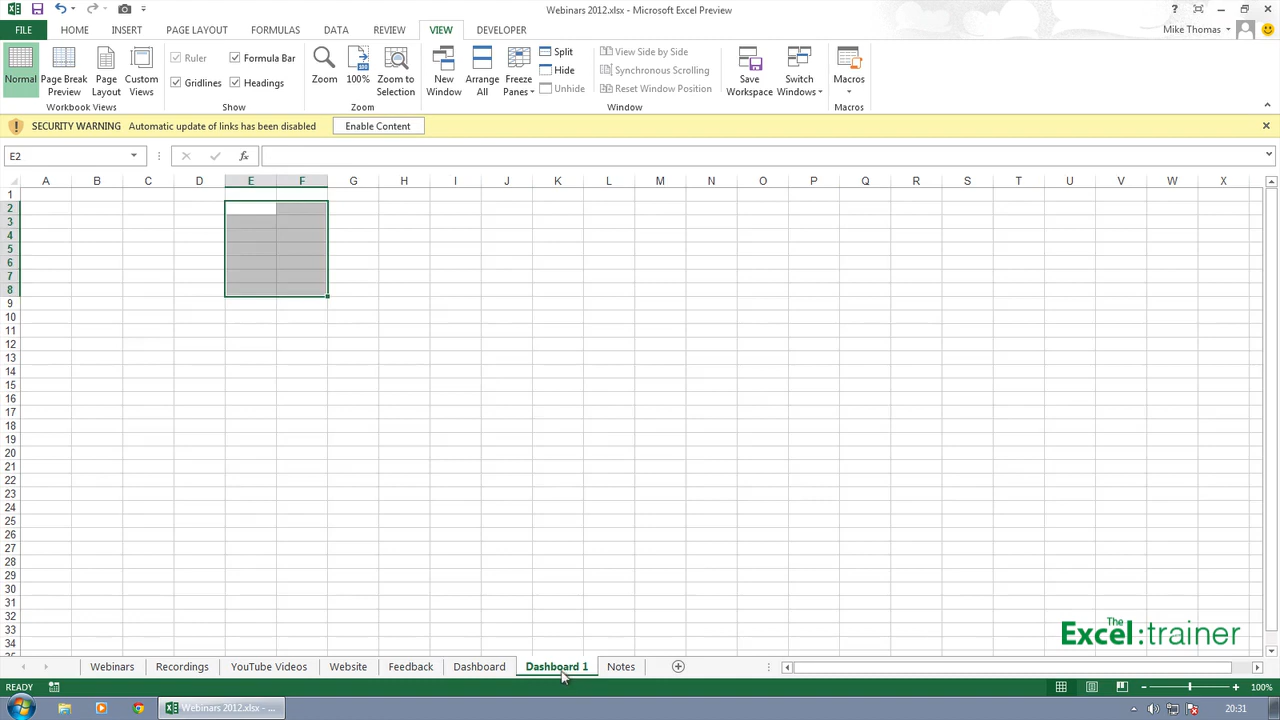 Webinars 2012.xlsx - Microsoft Excel Preview
FILE HOME INSERT PAGE LAYOUT FORMULAS DATA REVIEW VIEW DEVELOPER Mike Thomas
Normal Page Break Preview Page Layout Custom Views
Workbook Views
Ruler Formula Bar
Gridlines Headings
Show
Zoom 100% Zoom to Selection
Zoom
New Window Arrange All Freeze Panes
Split
Hide
Unhide
View Side by Side
Synchronous Scrolling
Reset Window Position
Save Workspace Switch Windows
Window
Macros
Macros
SECURITY WARNING Automatic update of links has been disabled Enable Content
E2 fx
A B C D E F G H I J K L M N O P Q R S T U V W X
1
2
3
4
5
6
7
8
9
10
11
12
13
14
15
16
17
18
19
20
21
22
23
24
25
26
27
28
29
30
31
32
33
34
The Excel:trainer
Webinars Recordings YouTube Videos Website Feedback Dashboard Dashboard 1 Notes
READY 100%
Webinars 2012.xlsx - ... 20:31